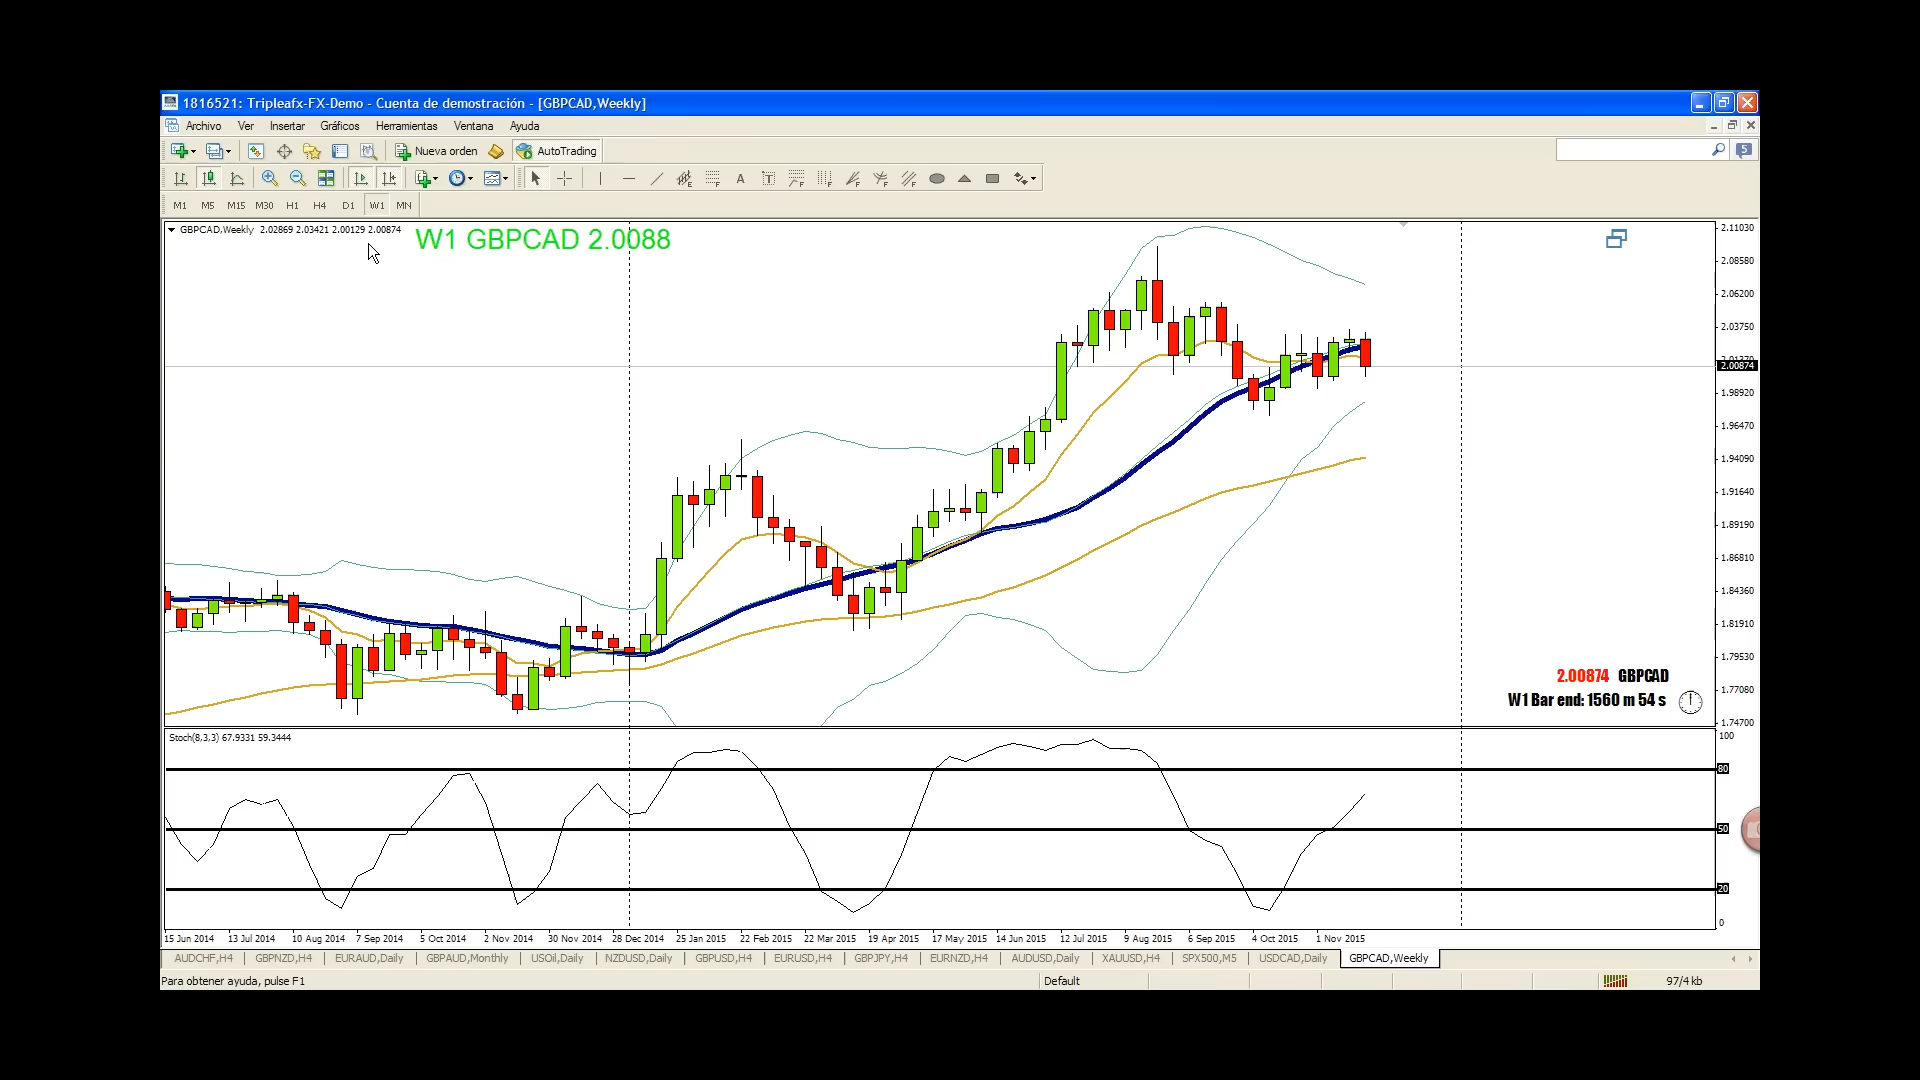 1816521: Tripleafx-FX-Demo - Cuenta de demostración - [GBPCAD,Weekly]
Archivo Ver Insertar Gráficos Herramientas Ventana Ayuda
Nueva orden AutoTrading 5
M1 M5 M15 M30 H1 H4 D1 W1 MN
GBPCAD,Weekly 2.02869 2.03421 2.00129 2.00874
W1 GBPCAD 2.0088
2.11030
2.08580
2.06200
2.03750
2.00874
1.98920
1.96470
1.94090
1.91640
1.89190
1.86810
1.84360
1.81910
1.79530
1.77080
1.74700
2.00874 GBPCAD
W1 Bar end: 1560 m 54 s
Stoch(8,3,3) 67.9331 59.3444
100
80
50
20
0
15 Jun 2014 13 Jul 2014 10 Aug 2014 7 Sep 2014 5 Oct 2014 2 Nov 2014 30 Nov 2014 28 Dec 2014 25 Jan 2015 22 Feb 2015 22 Mar 2015 19 Apr 2015 17 May 2015 14 Jun 2015 12 Jul 2015 9 Aug 2015 6 Sep 2015 4 Oct 2015 1 Nov 2015
AUDCHF,H4 GBPNZD,H4 EURAUD,Daily GBPAUD,Monthly USOil,Daily NZDUSD,Daily GBPUSD,H4 EURUSD,H4 GBPJPY,H4 EURNZD,H4 AUDUSD,Daily XAUUSD,H4 SPX500,M5 USDCAD,Daily GBPCAD,Weekly
Para obtener ayuda, pulse F1 Default 97/4 kb